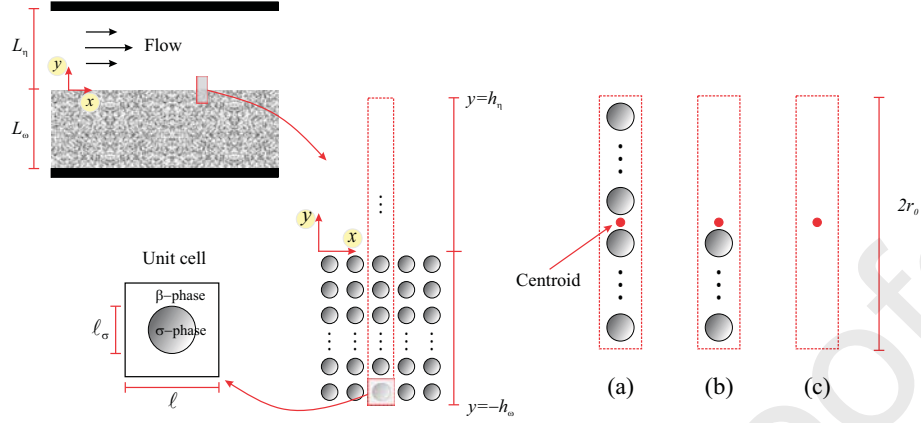 L_η
Flow
y
x
L_ω
y=h_η
y
x
Unit cell
β-phase
σ-phase
ℓ_σ
ℓ
y=-h_ω
Centroid
2r_0
(a)
(b)
(c)